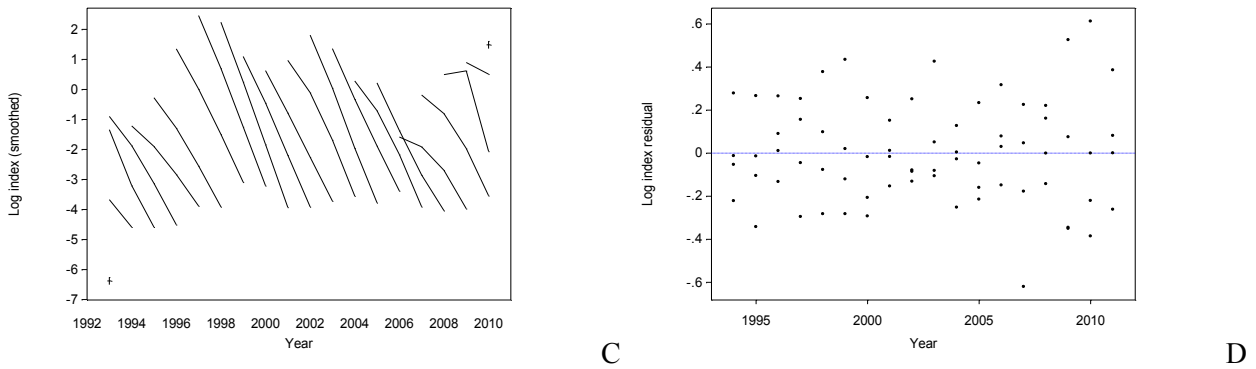 2
1
0
-1
-2
-3
-4
-5
-6
-7
Log index (smoothed)
1992 1994 1996 1998 2000 2002 2004 2006 2008 2010
Year
C
.6
.4
.2
0
-.2
-.4
-.6
Log index residual
1995 2000 2005 2010
Year
D